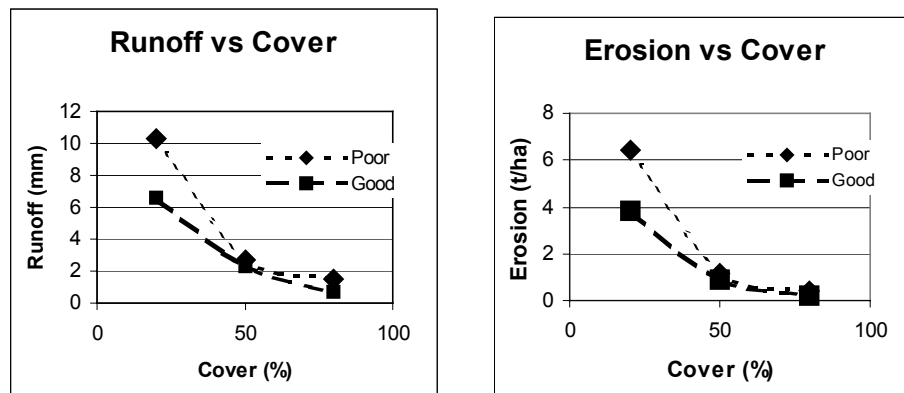 Runoff vs Cover
12
10
8
6
4
2
0
Runoff (mm)
Poor
Good
0 50 100
Cover (%)
Erosion vs Cover
8
6
4
2
0
Erosion (t/ha)
Poor
Good
0 50 100
Cover (%)